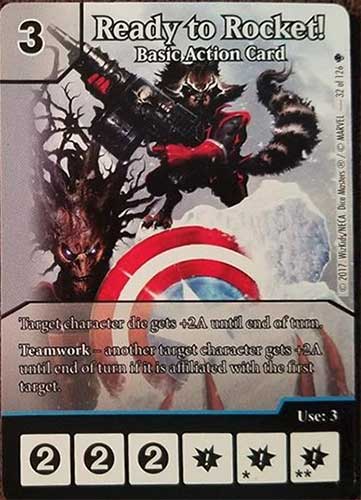 3
Ready to Rocket!
Basic Action Card
© 2017 WizKids/NECA Dice Masters ® / © MARVEL — 32 of 126
Target character die gets +2A until end of turn.
Teamwork – another target character gets +2A
until end of turn if it is affiliated with the first
target.
Use: 3
2 2 2 ! ! !
* **